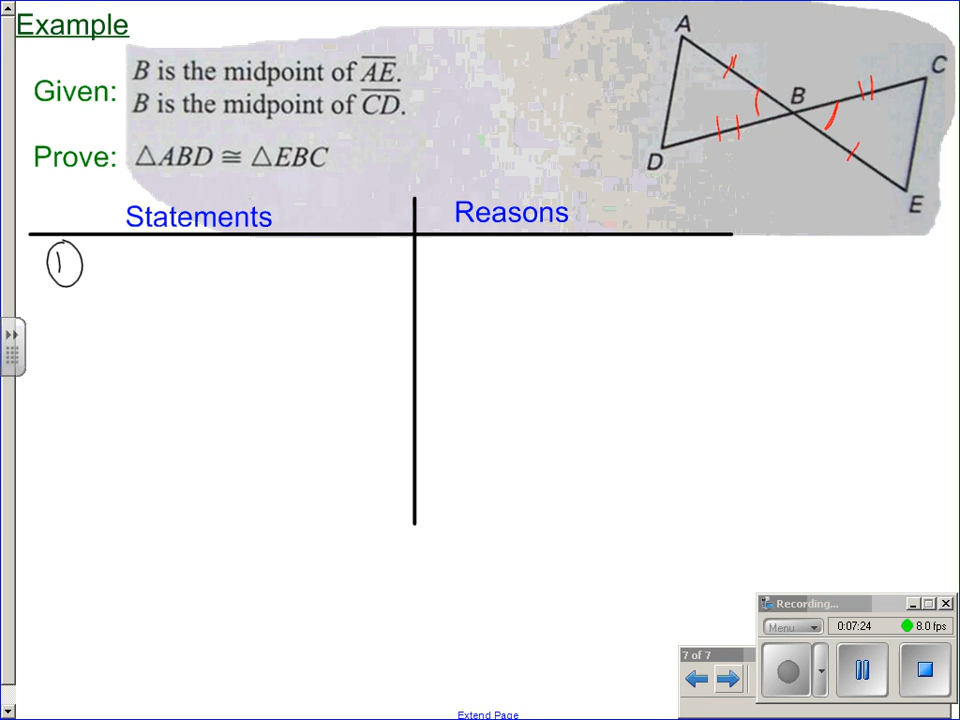 Example
Given:
B is the midpoint of AE.
B is the midpoint of CD.
Prove: △ABD ≅ △EBC
A
B
C
D
E
Statements
Reasons
1
Recording...
Menu
0:07:24
8.0 fps
7 of 7
Extend Page